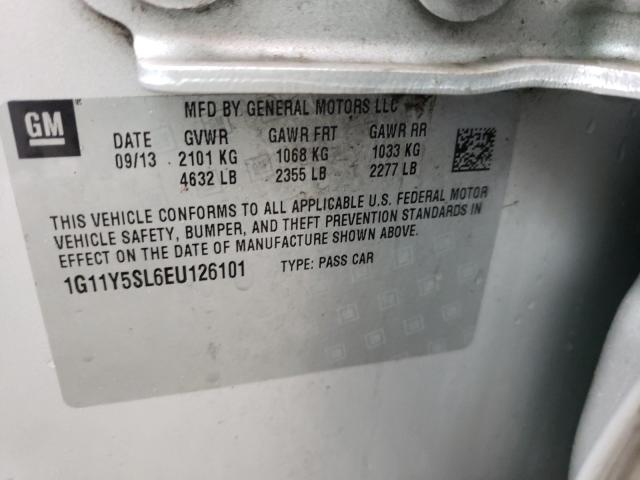 GM
MFD BY GENERAL MOTORS LLC
DATE GVWR GAWR FRT GAWR RR
09/13 2101 KG 1068 KG 1033 KG
4632 LB 2355 LB 2277 LB
THIS VEHICLE CONFORMS TO ALL APPLICABLE U.S. FEDERAL MOTOR
VEHICLE SAFETY, BUMPER, AND THEFT PREVENTION STANDARDS IN
EFFECT ON THE DATE OF MANUFACTURE SHOWN ABOVE.
1G11Y5SL6EU126101 TYPE: PASS CAR